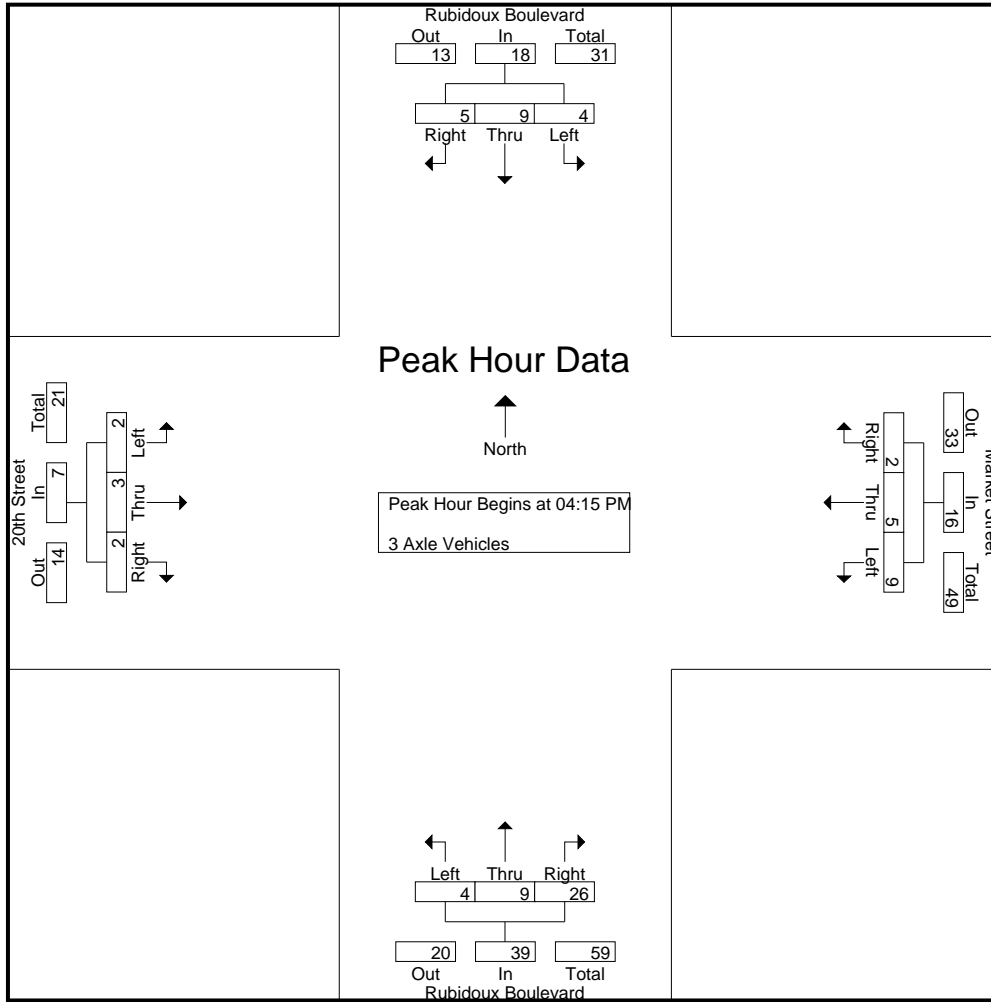 Rubidoux Boulevard
Out In Total
13 18 31
5 9 4
Right Thru Left
Peak Hour Data
North
Peak Hour Begins at 04:15 PM
3 Axle Vehicles
20th Street
Total In Out
21 7 14
2 3 2
Left Thru Right
Market Street
Out In Total
33 16 49
2 5 9
Right Thru Left
Left Thru Right
4 9 26
20 39 59
Out In Total
Rubidoux Boulevard